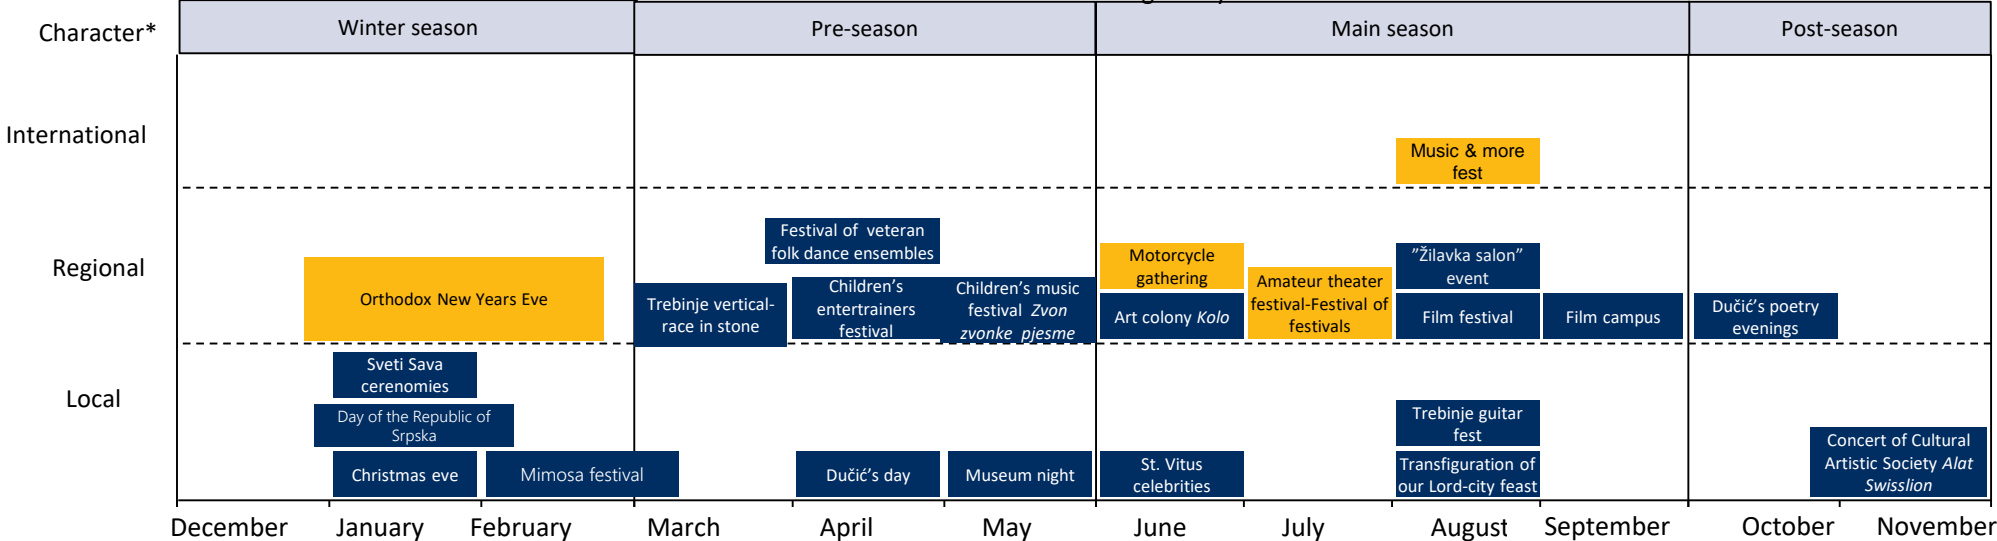 Character*
Winter season
Pre-season
Main season
Post-season
International
Music & more
fest
Regional
Orthodox New Years Eve
Trebinje vertical-
race in stone
Festival of veteran
folk dance ensembles
Children's
entertrainers
festival
Children's music
festival Zvon
zvonke pjesme
Motorcycle
gathering
Art colony Kolo
Amateur theater
festival-Festival of
festivals
"Žilavka salon"
event
Film festival
Film campus
Dučić's poetry
evenings
Local
Sveti Sava
cerenomies
Day of the Republic of
Srpska
Christmas eve
Mimosa festival
Dučić's day
Museum night
St. Vitus
celebrities
Trebinje guitar
fest
Transfiguration of
our Lord-city feast
Concert of Cultural
Artistic Society Alat
Swisslion
December January February March April May June July August September October November